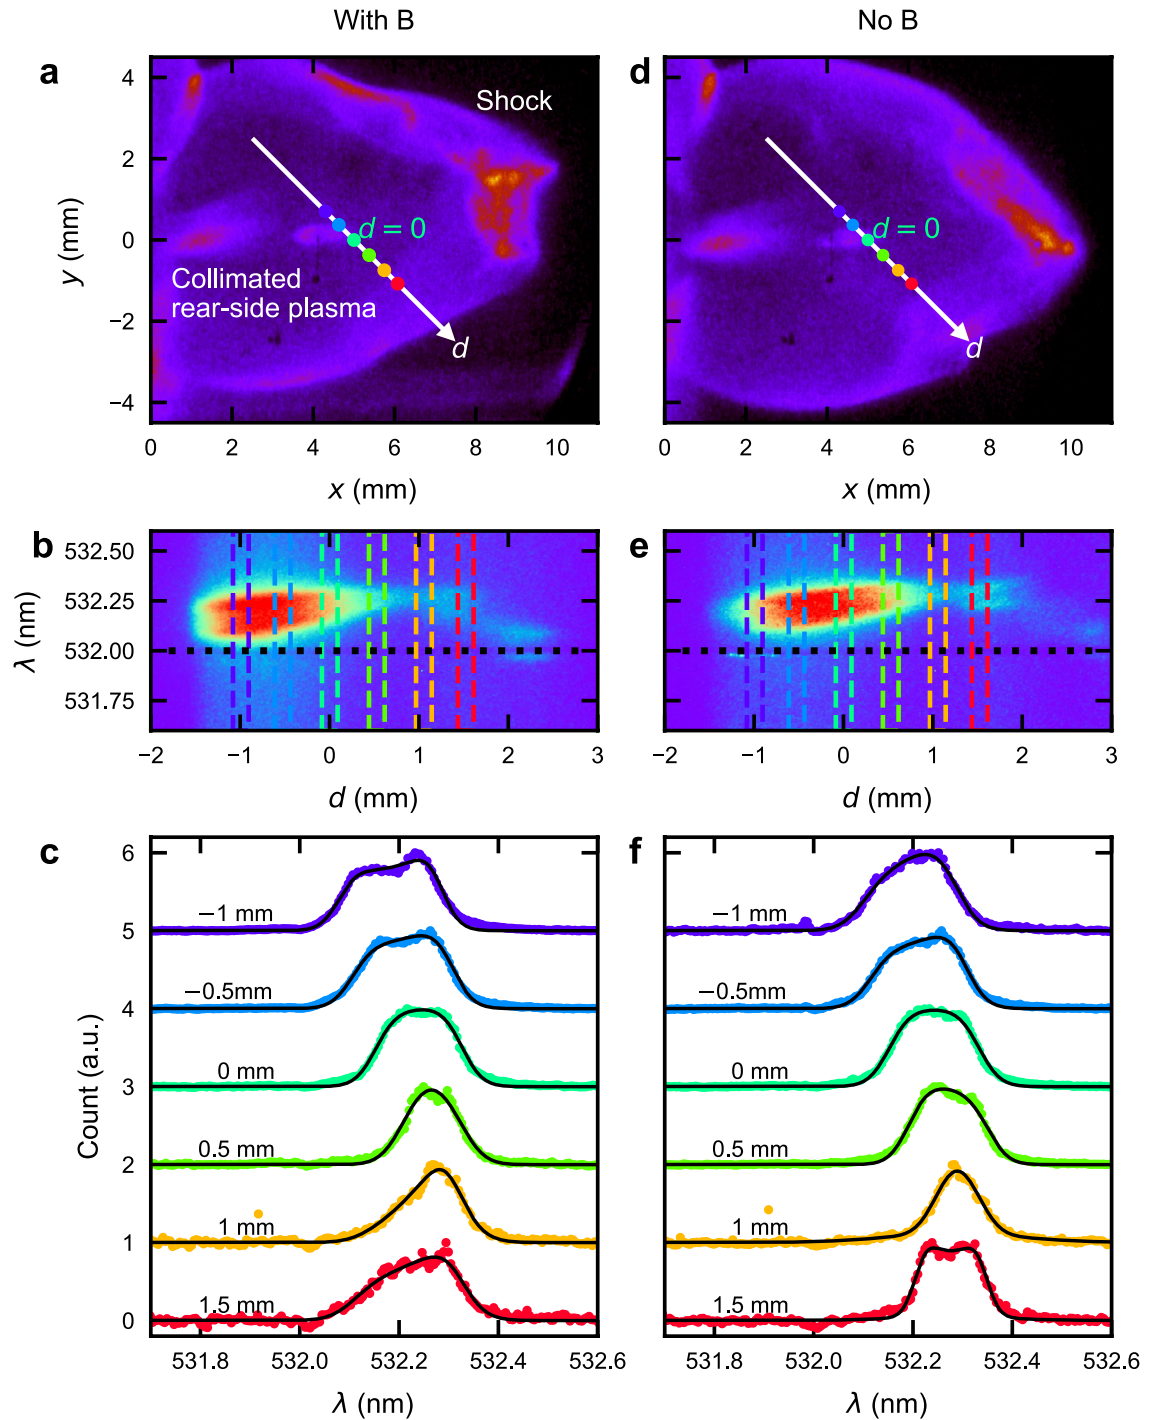 With B
No B
a
4
2
0
−2
−4
y (mm)
Shock
d = 0
Collimated
rear-side plasma
d
0
2
4
6
8
10
x (mm)
d
d = 0
d
0
2
4
6
8
10
x (mm)
b
532.50
532.25
532.00
531.75
λ (nm)
−2
−1
0
1
2
3
d (mm)
e
−2
−1
0
1
2
3
d (mm)
c
6
5
4
3
2
1
0
Count (a.u.)
−1 mm
−0.5mm
0 mm
0.5 mm
1 mm
1.5 mm
531.8
532.0
532.2
532.4
532.6
λ (nm)
f
−1 mm
−0.5mm
0 mm
0.5 mm
1 mm
1.5 mm
531.8
532.0
532.2
532.4
532.6
λ (nm)